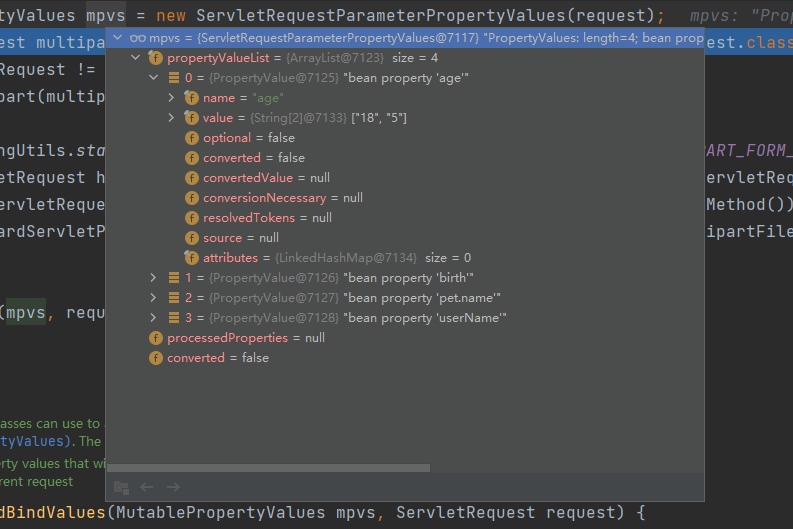 tyValues mpvs = new ServletRequestParameterPropertyValues(request); mpvs: "Prop
est multipa
mpvs = {ServletRequestParameterPropertyValues@7117} "PropertyValues: length=4; bean prop
est.class
Request != 
propertyValueList = {ArrayList@7123} size = 4
0 = {PropertyValue@7125} "bean property 'age'"
part(multip
name = "age"
value = {String[2]@7133} ["18", "5"]
optional = false
ngUtils.sta
converted = false
PART_FORM_
etRequest h
convertedValue = null
ervletReq
ervletReque
conversionNecessary = null
Method())
ardServletP
resolvedTokens = null
ipartFile
source = null
attributes = {LinkedHashMap@7134} size = 0
1 = {PropertyValue@7126} "bean property 'birth'"
2 = {PropertyValue@7127} "bean property 'pet.name'"
(mpvs, requ
3 = {PropertyValue@7128} "bean property 'userName'"
processedProperties = null
converted = false
asses can use to
tyValues). The
erty values that wi
rent request
dBindValues(MutablePropertyValues mpvs, ServletRequest request) {